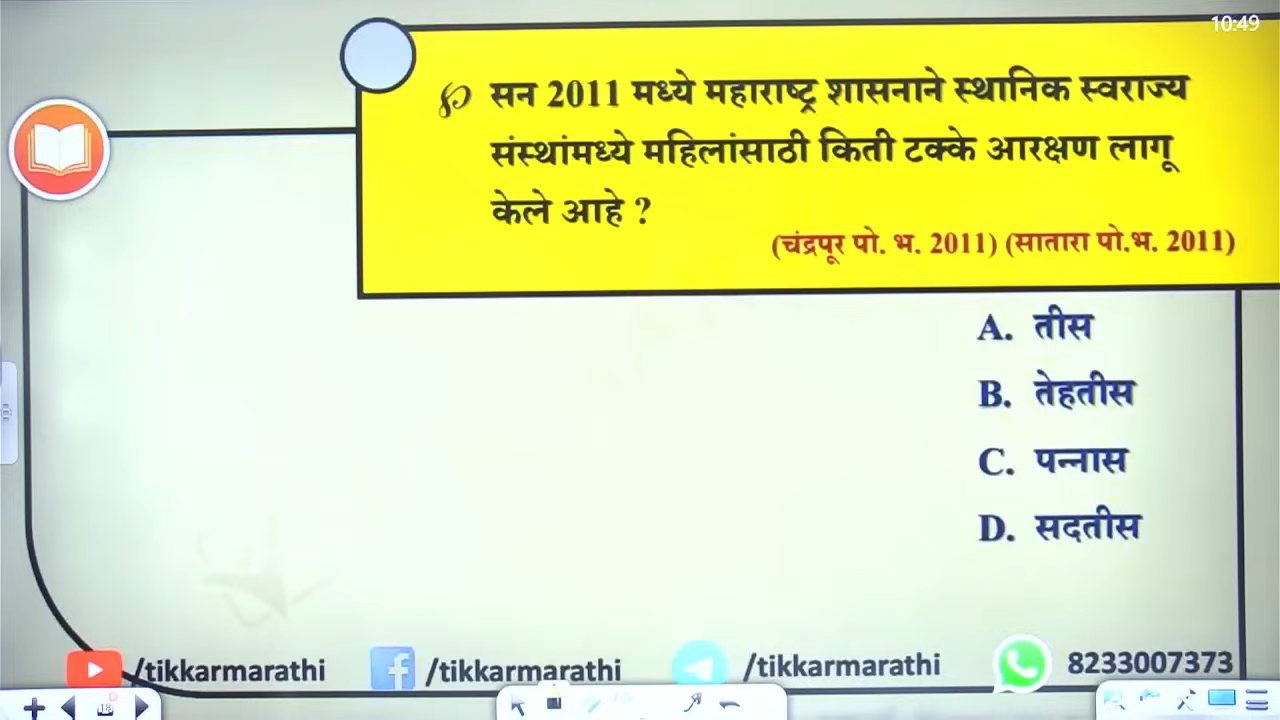 10:49
℘ सन 2011 मध्ये महाराष्ट्र शासनाने स्थानिक स्वराज्य
संस्थांमध्ये महिलांसाठी किती टक्के आरक्षण लागू
केले आहे ?
(चंद्रपूर पो. भ. 2011) (सातारा पो.भ. 2011)
A. तीस
B. तेहतीस
C. पन्नास
D. सदतीस
/tikkarmarathi
/tikkarmarathi
/tikkarmarathi
8233007373
18